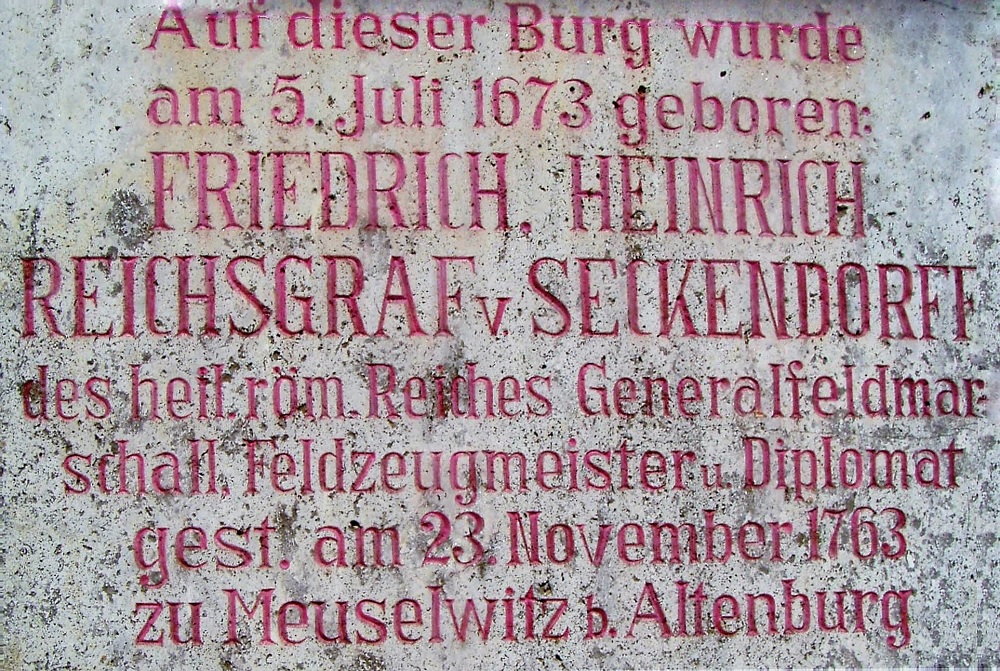 Auf dieser Burg wurde
am 5. Juli 1673 geboren:
FRIEDRICH. HEINRICH
REICHSGRAF v. SECKENDORFF
des heil. röm. Reiches Generalfeldmar-
schall, Feldzeugmeister u. Diplomat
gest. am 23. November 1763
zu Meuselwitz b. Altenburg